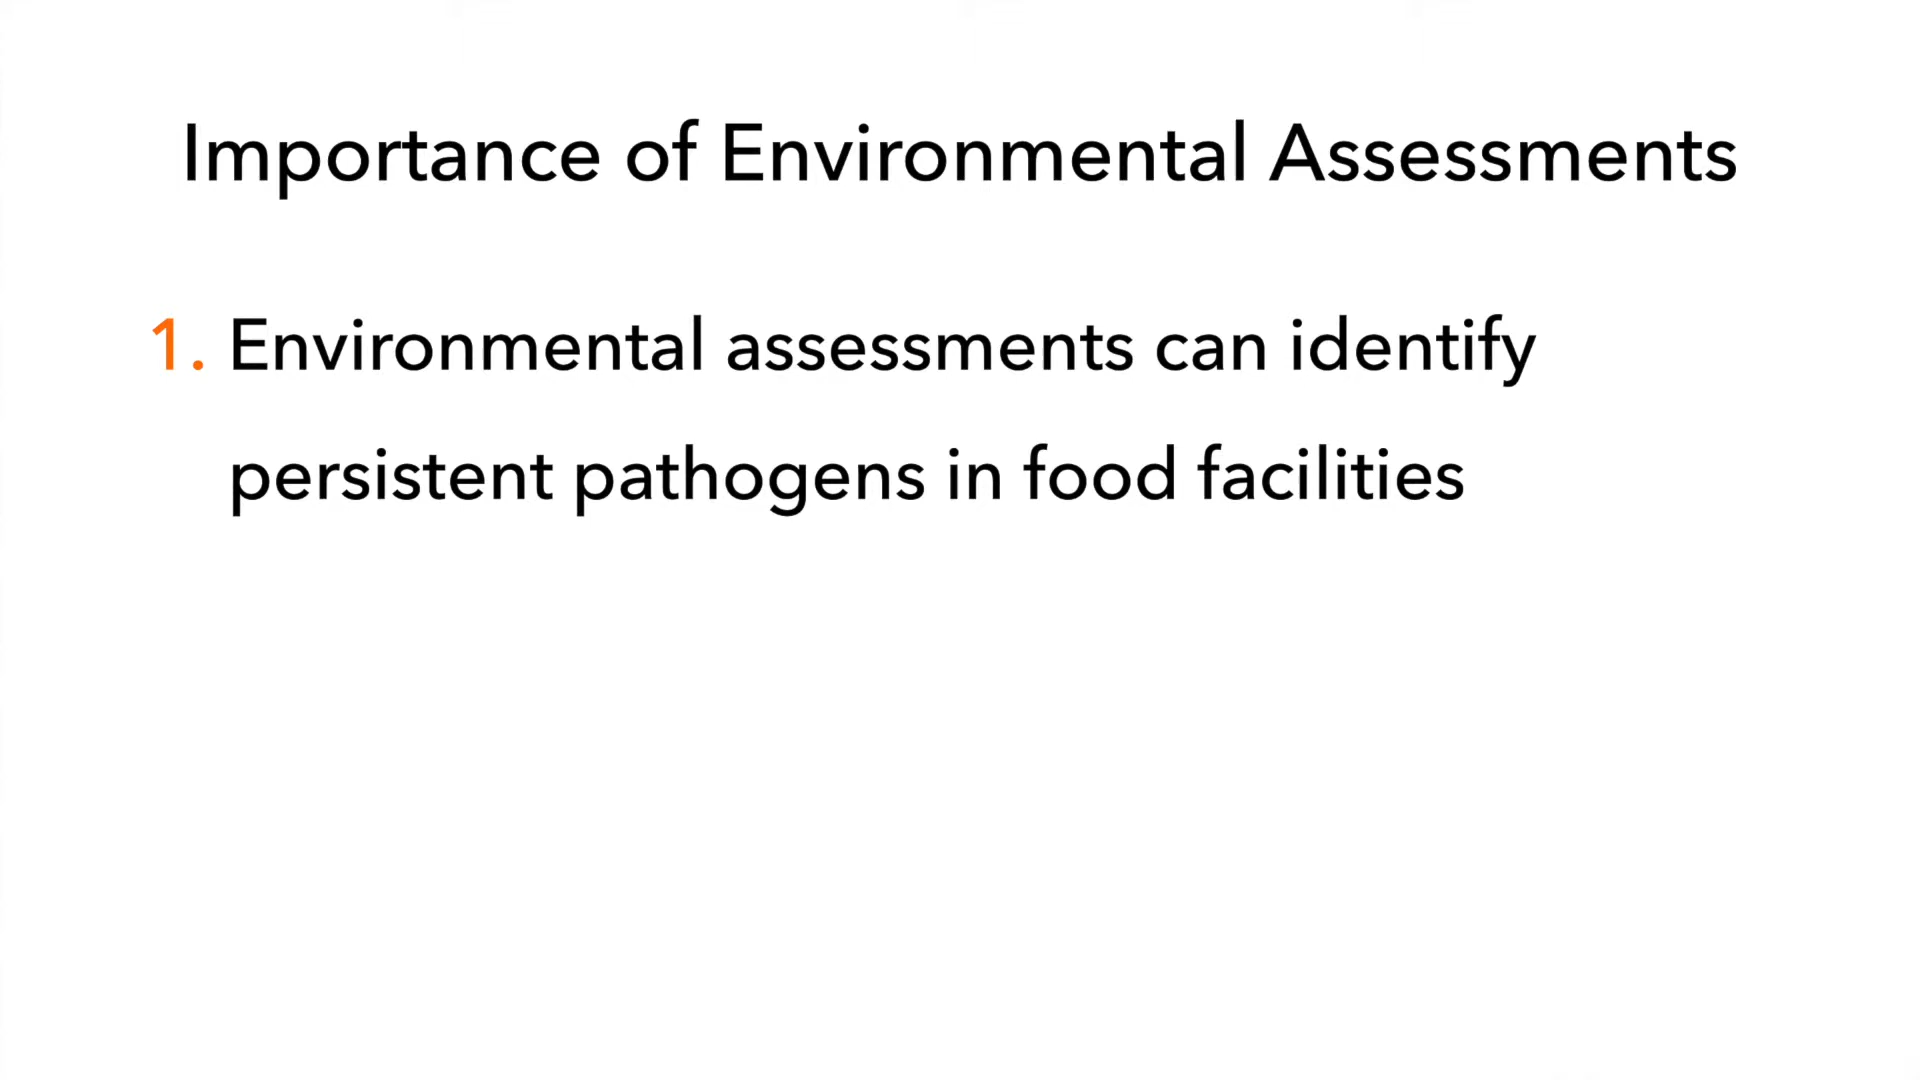 Importance of Environmental Assessments
1. Environmental assessments can identify
persistent pathogens in food facilities